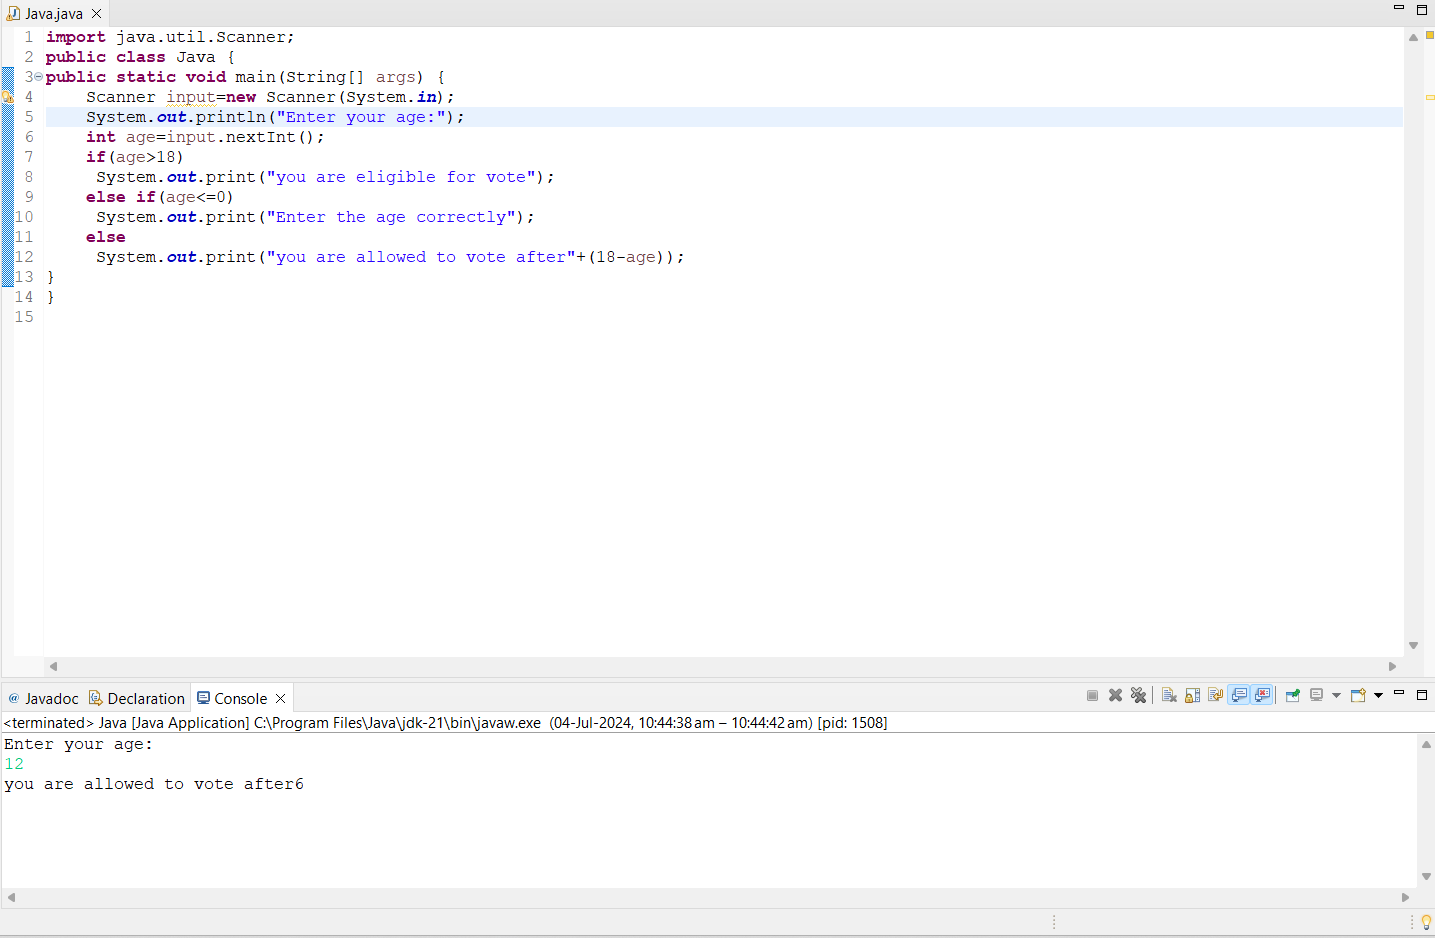 Java.java
1 import java.util.Scanner;
2 public class Java {
3 public static void main(String[] args) {
4     Scanner input=new Scanner(System.in);
5     System.out.println("Enter your age:");
6     int age=input.nextInt();
7     if(age>18)
8      System.out.print("you are eligible for vote");
9     else if(age<=0)
10      System.out.print("Enter the age correctly");
11     else
12      System.out.print("you are allowed to vote after"+(18-age));
13 }
14 }
15
@ Javadoc Declaration Console
<terminated> Java [Java Application] C:\Program Files\Java\jdk-21\bin\javaw.exe (04-Jul-2024, 10:44:38 am – 10:44:42 am) [pid: 1508]
Enter your age:
12
you are allowed to vote after6